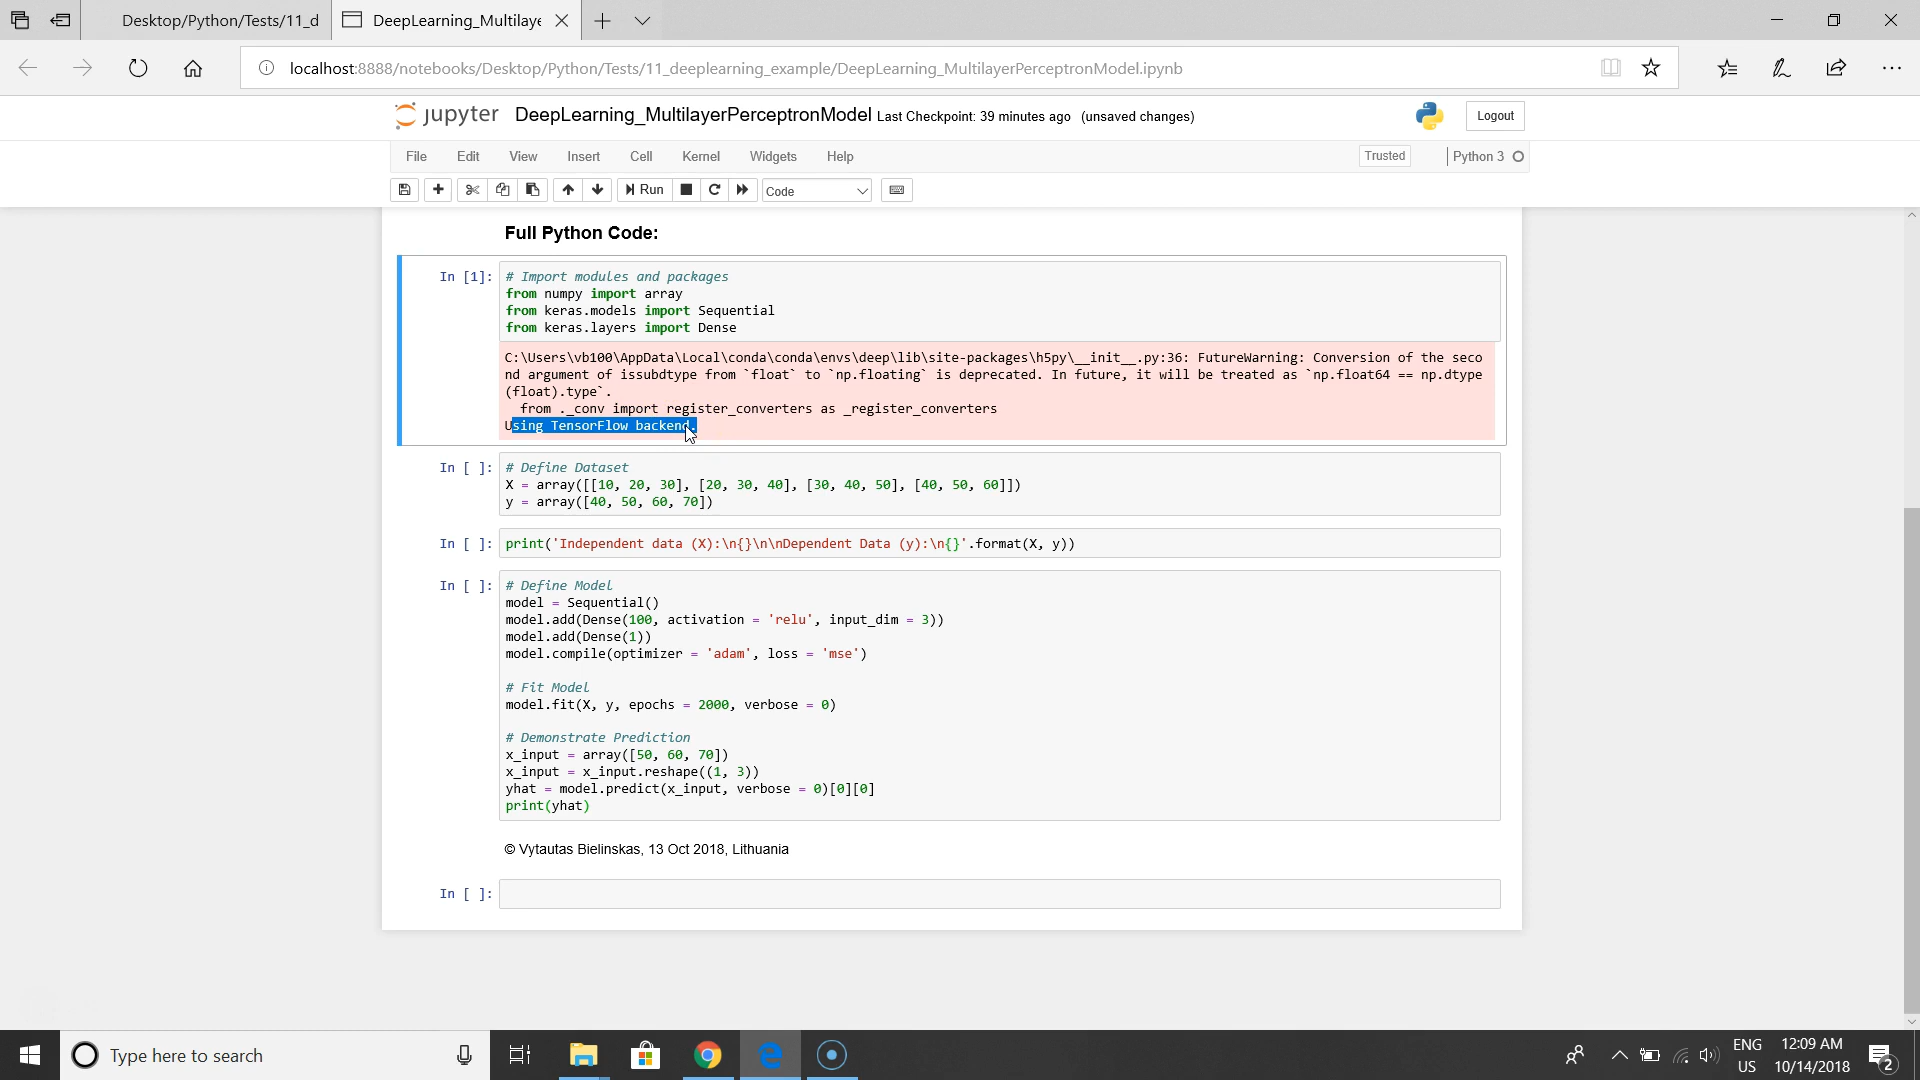 Desktop/Python/Tests/11_d
DeepLearning_Multilaye
localhost:8888/notebooks/Desktop/Python/Tests/11_deeplearning_example/DeepLearning_MultilayerPerceptronModel.ipynb
jupyter DeepLearning_MultilayerPerceptronModel Last Checkpoint: 39 minutes ago (unsaved changes)
Logout
File Edit View Insert Cell Kernel Widgets Help
Trusted
Python 3
Run
Code
Full Python Code:
In [1]: # Import modules and packages
from numpy import array
from keras.models import Sequential
from keras.layers import Dense
C:\Users\vb100\AppData\Local\conda\conda\envs\deep\lib\site-packages\h5py\__init__.py:36: FutureWarning: Conversion of the seco
nd argument of issubdtype from `float` to `np.floating` is deprecated. In future, it will be treated as `np.float64 == np.dtype
(float).type`.
from ._conv import register_converters as _register_converters
Using TensorFlow backend.
In [ ]: # Define Dataset
X = array([[10, 20, 30], [20, 30, 40], [30, 40, 50], [40, 50, 60]])
y = array([40, 50, 60, 70])
In [ ]: print('Independent data (X):\n{}\n\nDependent Data (y):\n{}'.format(X, y))
In [ ]: # Define Model
model = Sequential()
model.add(Dense(100, activation = 'relu', input_dim = 3))
model.add(Dense(1))
model.compile(optimizer = 'adam', loss = 'mse')
# Fit Model
model.fit(X, y, epochs = 2000, verbose = 0)
# Demonstrate Prediction
x_input = array([50, 60, 70])
x_input = x_input.reshape((1, 3))
yhat = model.predict(x_input, verbose = 0)[0][0]
print(yhat)
© Vytautas Bielinskas, 13 Oct 2018, Lithuania
In [ ]:
Type here to search
ENG
US
12:09 AM
10/14/2018
2